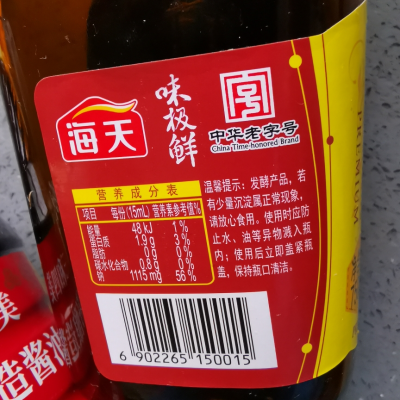 海天
味极鲜
中华老字号
China Time-honored Brand
营养成分表
项目 每份(15mL) 营养素参考值%
能量 48 kJ 1%
蛋白质 1.9 g 3%
脂肪 0 g 0%
碳水化合物 0.8 g 0%
钠 1115 mg 56%
温馨提示：发酵产品，若
有少量沉淀属正常现象，
请放心食用。使用时应防
止水、油等异物溅入瓶
内；使用后立即盖紧瓶
盖，保持瓶口清洁。
6 902265 150015
PREMIUM
美
造酱油